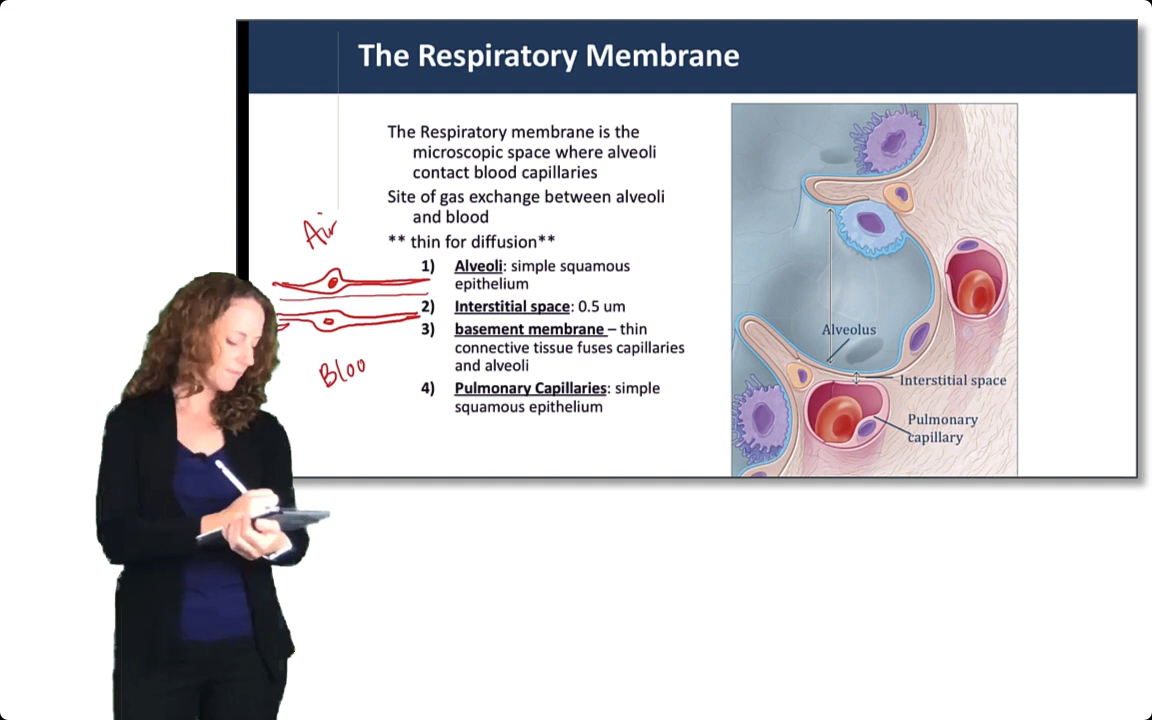 The Respiratory Membrane
The Respiratory membrane is the
microscopic space where alveoli
contact blood capillaries
Site of gas exchange between alveoli
and blood
** thin for diffusion**
1) Alveoli: simple squamous
epithelium
2) Interstitial space: 0.5 um
3) basement membrane – thin
connective tissue fuses capillaries
and alveoli
4) Pulmonary Capillaries: simple
squamous epithelium
Air
Bloo
Alveolus
Interstitial space
Pulmonary
capillary